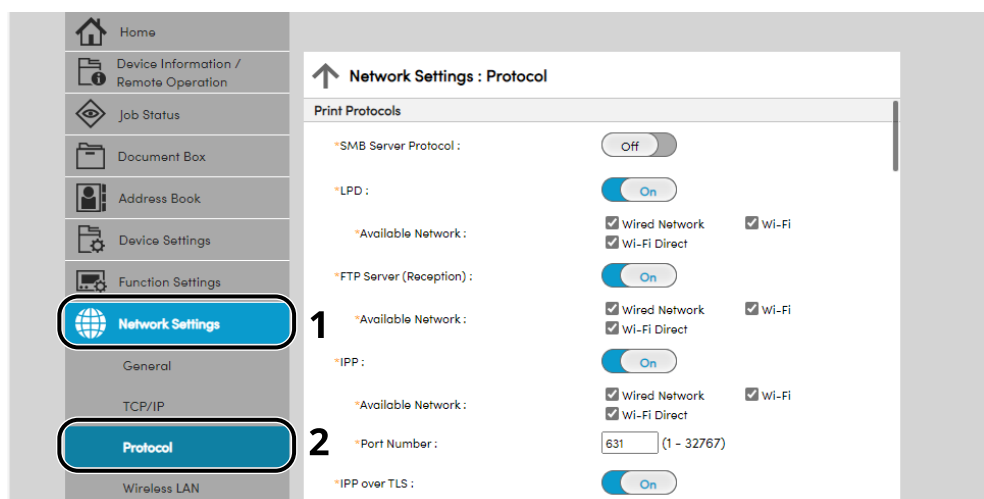 Home
Device Information /
Remote Operation
Job Status
Document Box
Address Book
Device Settings
Function Settings
Network Settings
1
General
TCP/IP
Protocol
2
Wireless LAN
Network Settings : Protocol
Print Protocols
*SMB Server Protocol :
Off
*LPD :
On
*Available Network :
Wired Network
Wi-Fi
Wi-Fi Direct
*FTP Server (Reception) :
On
*Available Network :
Wired Network
Wi-Fi
Wi-Fi Direct
*IPP :
On
*Available Network :
Wired Network
Wi-Fi
Wi-Fi Direct
*Port Number :
631
(1 - 32767)
*IPP over TLS :
On